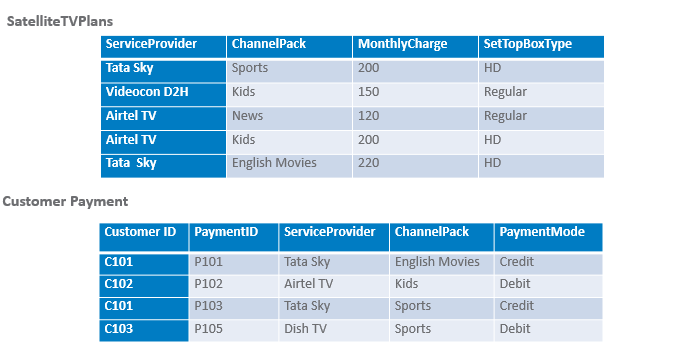 SatelliteTVPlans
ServiceProvider ChannelPack MonthlyCharge SetTopBoxType
Tata Sky Sports 200 HD
Videocon D2H Kids 150 Regular
Airtel TV News 120 Regular
Airtel TV Kids 200 HD
Tata Sky English Movies 220 HD
Customer Payment
Customer ID PaymentID ServiceProvider ChannelPack PaymentMode
C101 P101 Tata Sky English Movies Credit
C102 P102 Airtel TV Kids Debit
C101 P103 Tata Sky Sports Credit
C103 P105 Dish TV Sports Debit